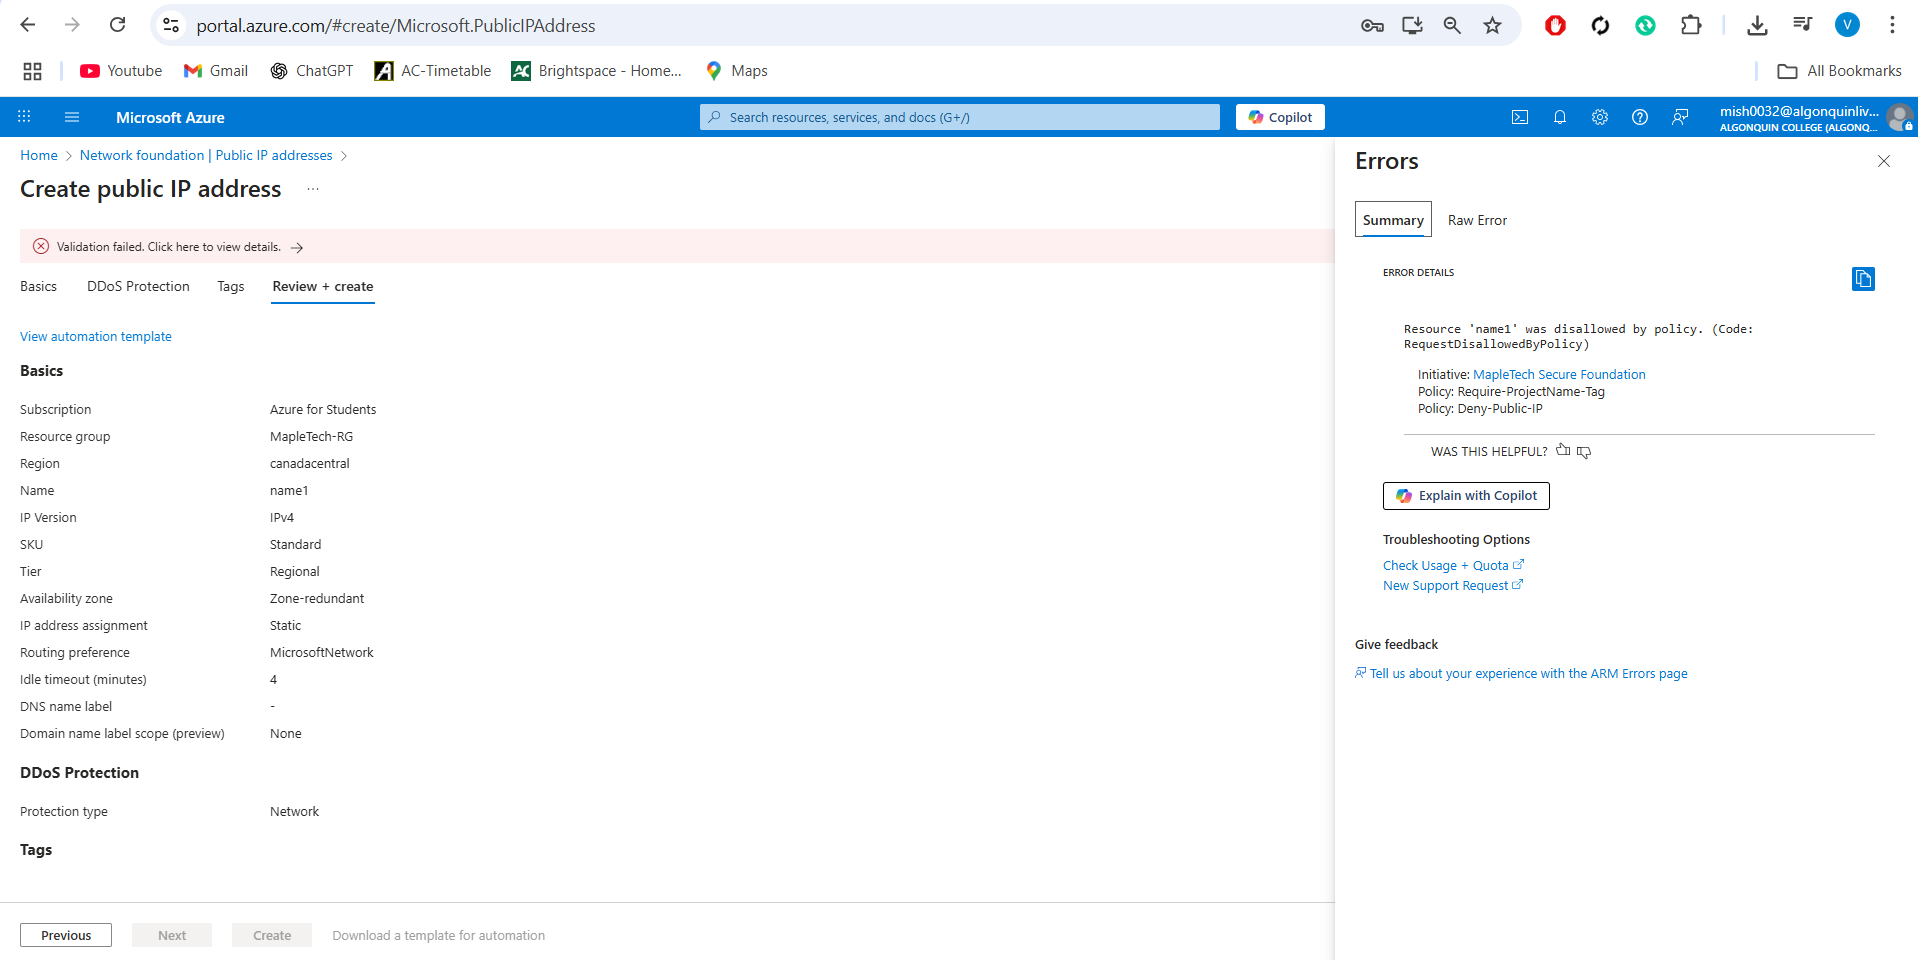 portal.azure.com/#create/Microsoft.PublicIPAddress
V
Youtube
Gmail
ChatGPT
AC-Timetable
Brightspace - Home...
Maps
All Bookmarks
Microsoft Azure
Search resources, services, and docs (G+/)
Copilot
mish0032@algonquinliv...
ALGONQUIN COLLEGE (ALGONQ...
Home > Network foundation | Public IP addresses >
Create public IP address ...
Validation failed. Click here to view details. →
Basics DDoS Protection Tags Review + create
View automation template
Basics
Subscription Azure for Students
Resource group MapleTech-RG
Region canadacentral
Name name1
IP Version IPv4
SKU Standard
Tier Regional
Availability zone Zone-redundant
IP address assignment Static
Routing preference MicrosoftNetwork
Idle timeout (minutes) 4
DNS name label -
Domain name label scope (preview) None
DDoS Protection
Protection type Network
Tags
Previous Next Create Download a template for automation
Errors
Summary Raw Error
ERROR DETAILS
Resource 'name1' was disallowed by policy. (Code:
RequestDisallowedByPolicy)
Initiative: MapleTech Secure Foundation
Policy: Require-ProjectName-Tag
Policy: Deny-Public-IP
WAS THIS HELPFUL?
Explain with Copilot
Troubleshooting Options
Check Usage + Quota
New Support Request
Give feedback
Tell us about your experience with the ARM Errors page